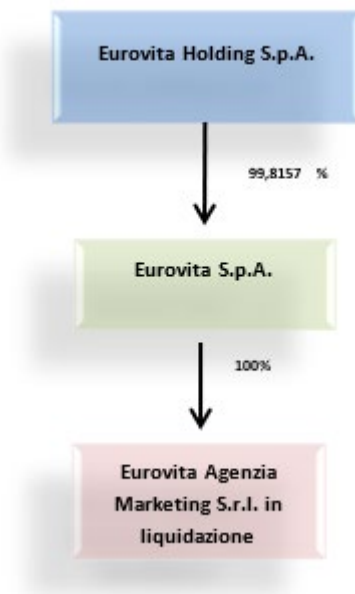 Eurovita Holding S.p.A.
99,8157 %
Eurovita S.p.A.
100%
Eurovita Agenzia
Marketing S.r.l. in
liquidazione